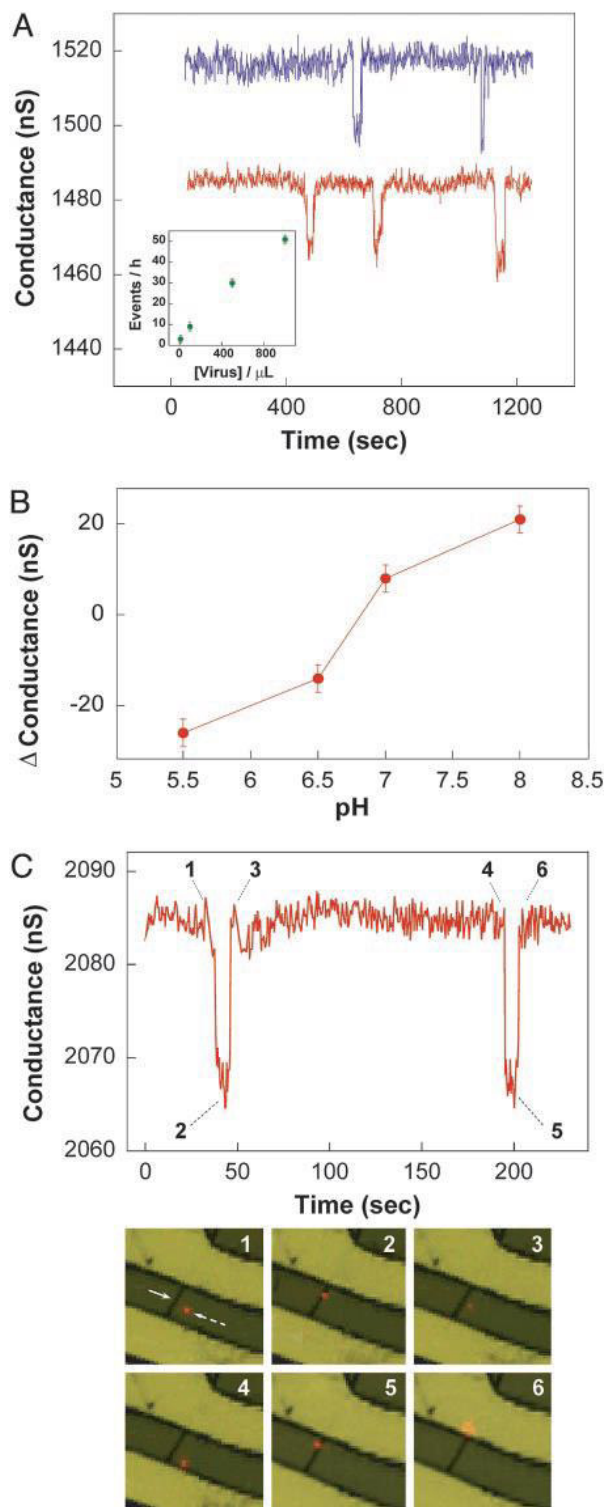 A
1520
1500
1480
1460
1440
Conductance (nS)
50
40
30
20
10
0
Events / h
0 400 800
[Virus] / μL
0 400 800 1200
Time (sec)
B
20
0
-20
Δ Conductance (nS)
5 5.5 6 6.5 7 7.5 8 8.5
pH
C
2090
2080
2070
2060
Conductance (nS)
1 3 4 6
2 5
0 50 100 150 200
Time (sec)
1 2 3
4 5 6